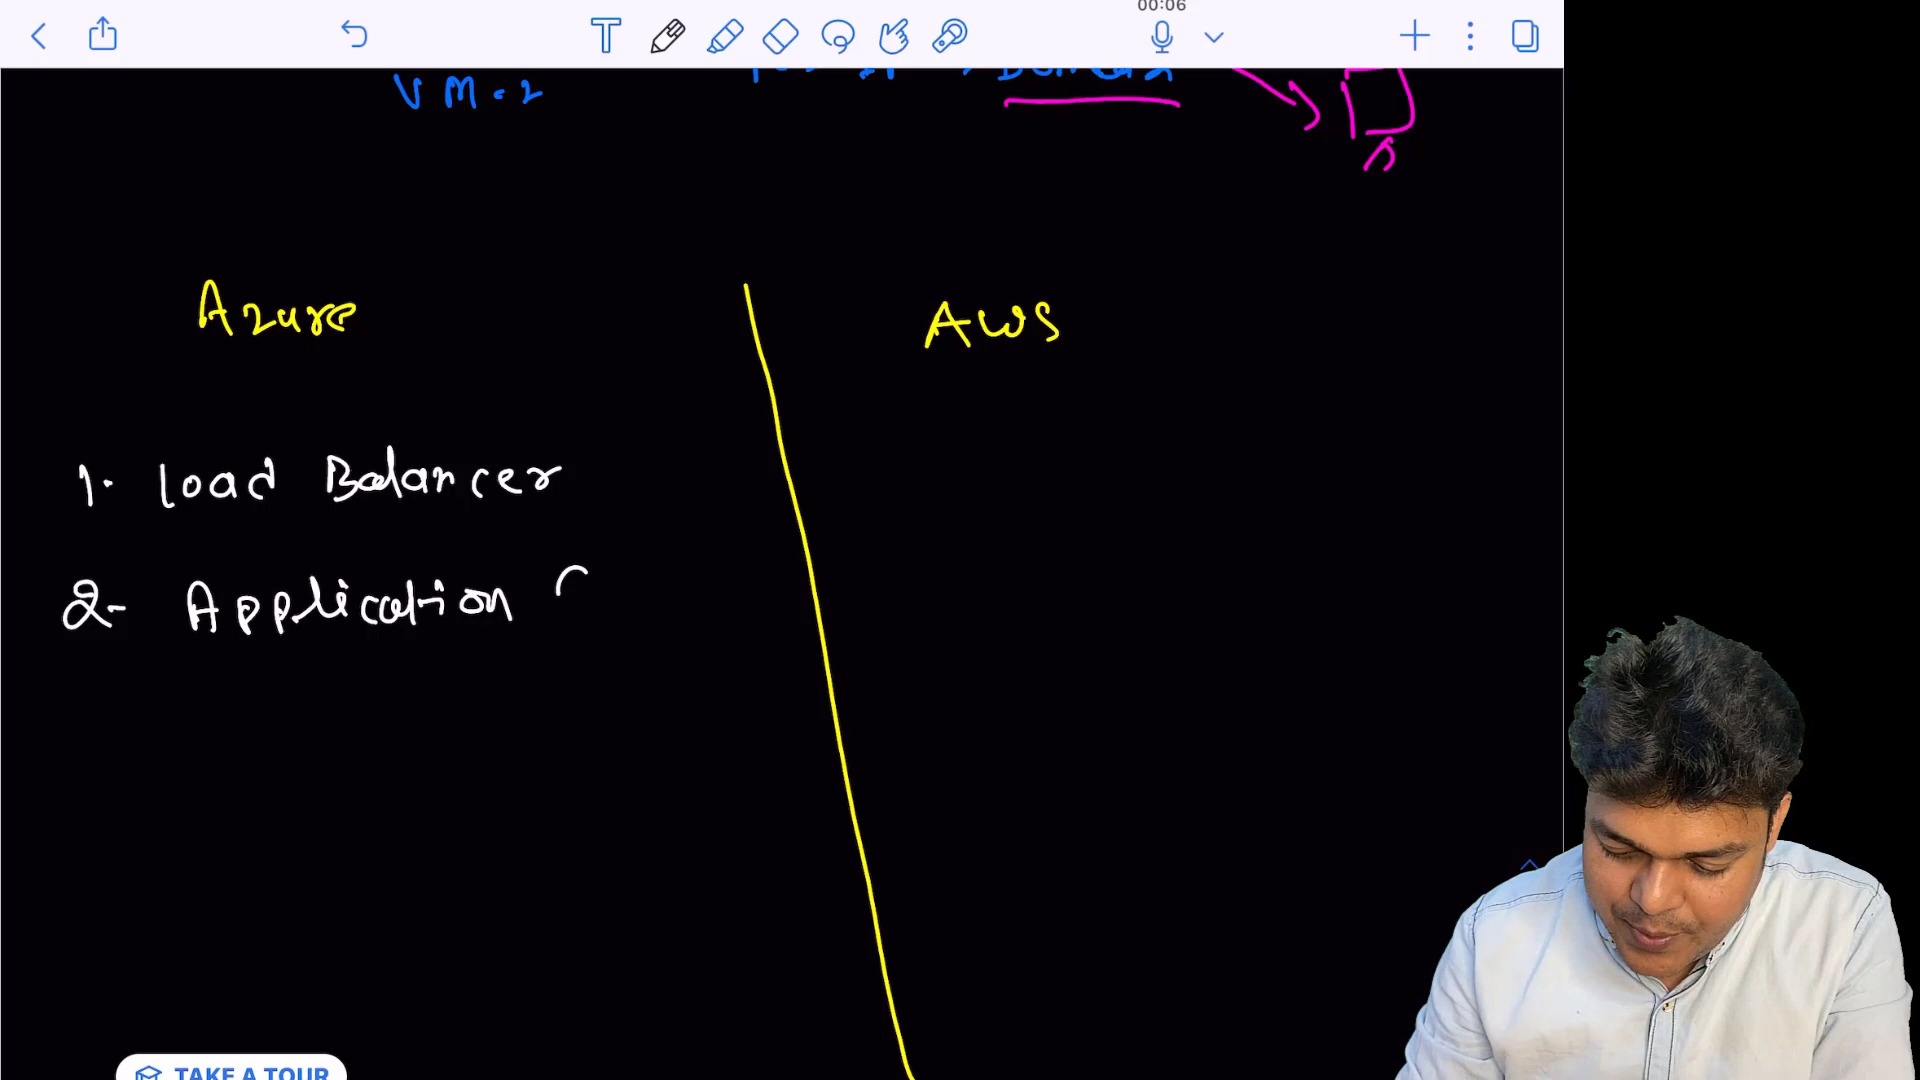 00:06
VM-2
Azure
AWS
1. Load Balancer
2- Application
TAKE A TOUR